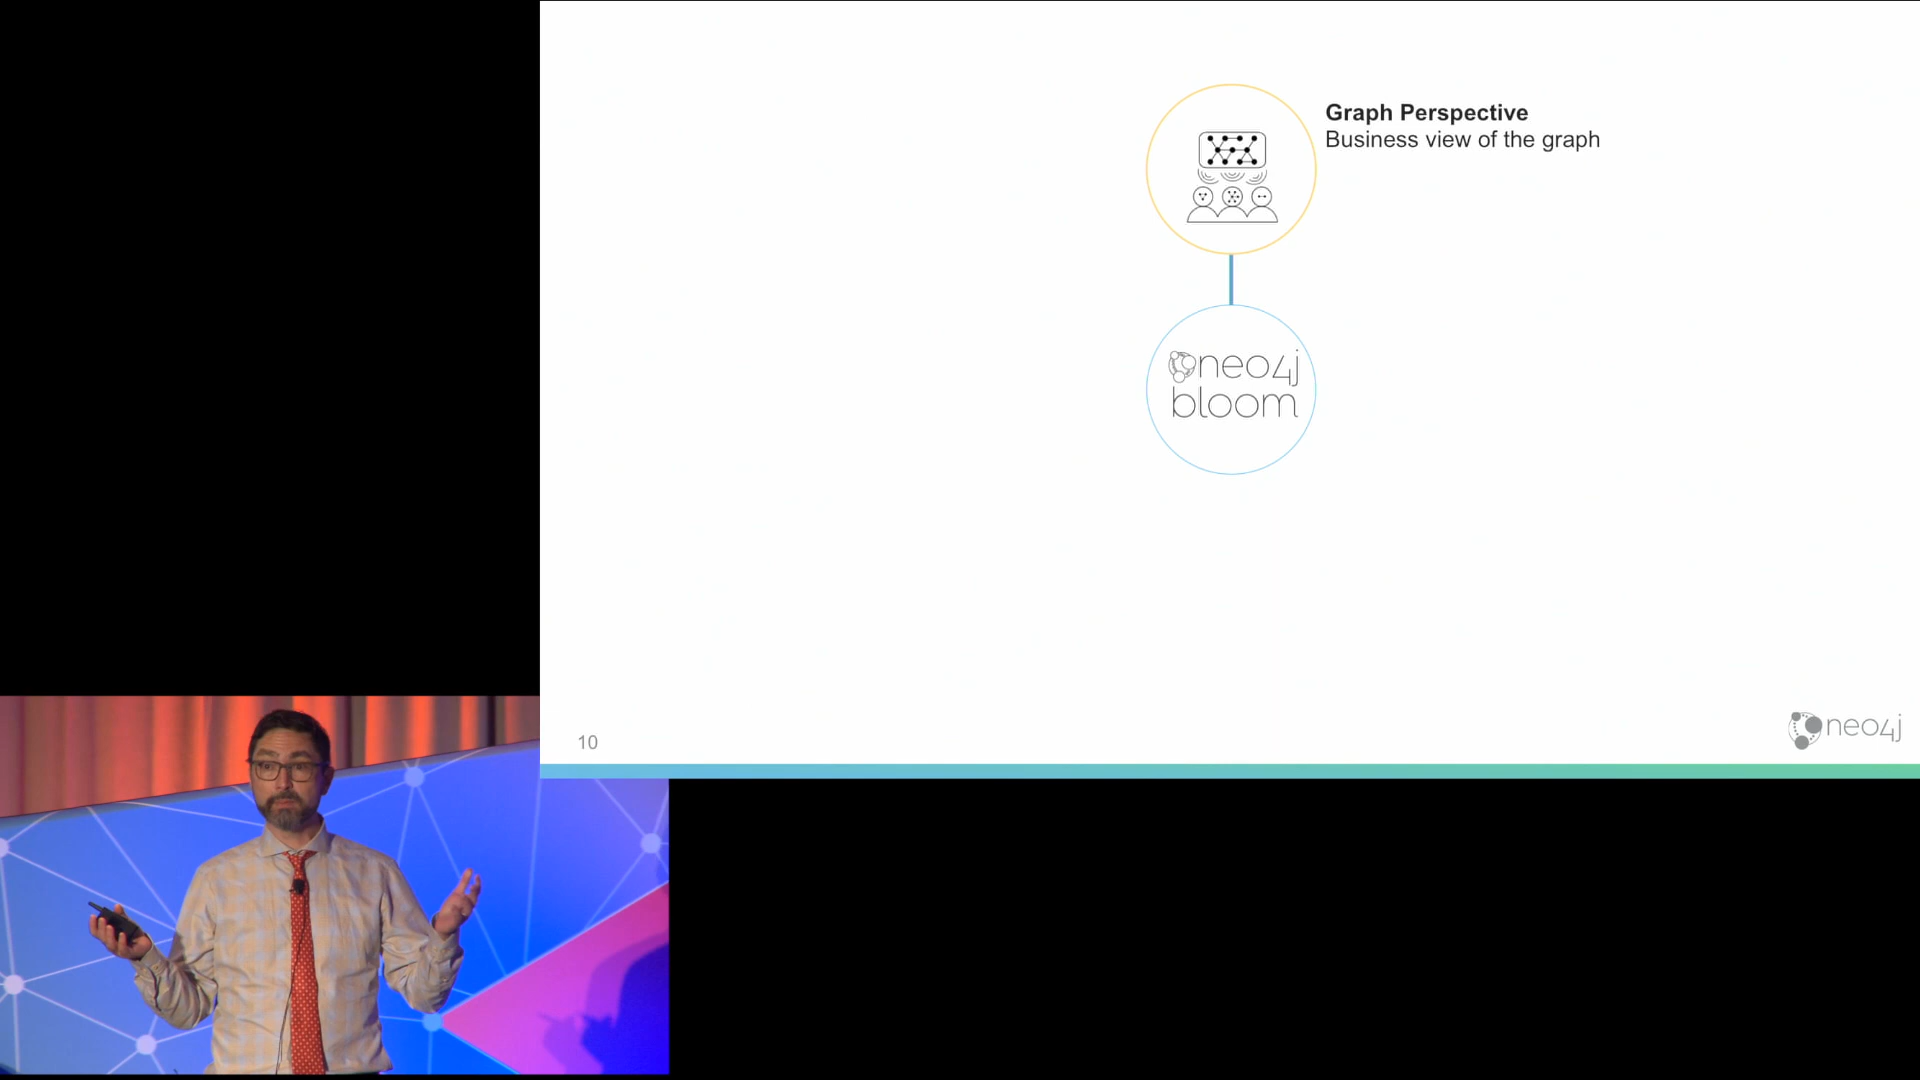 Graph Perspective
Business view of the graph
neo4j
bloom
10
neo4j